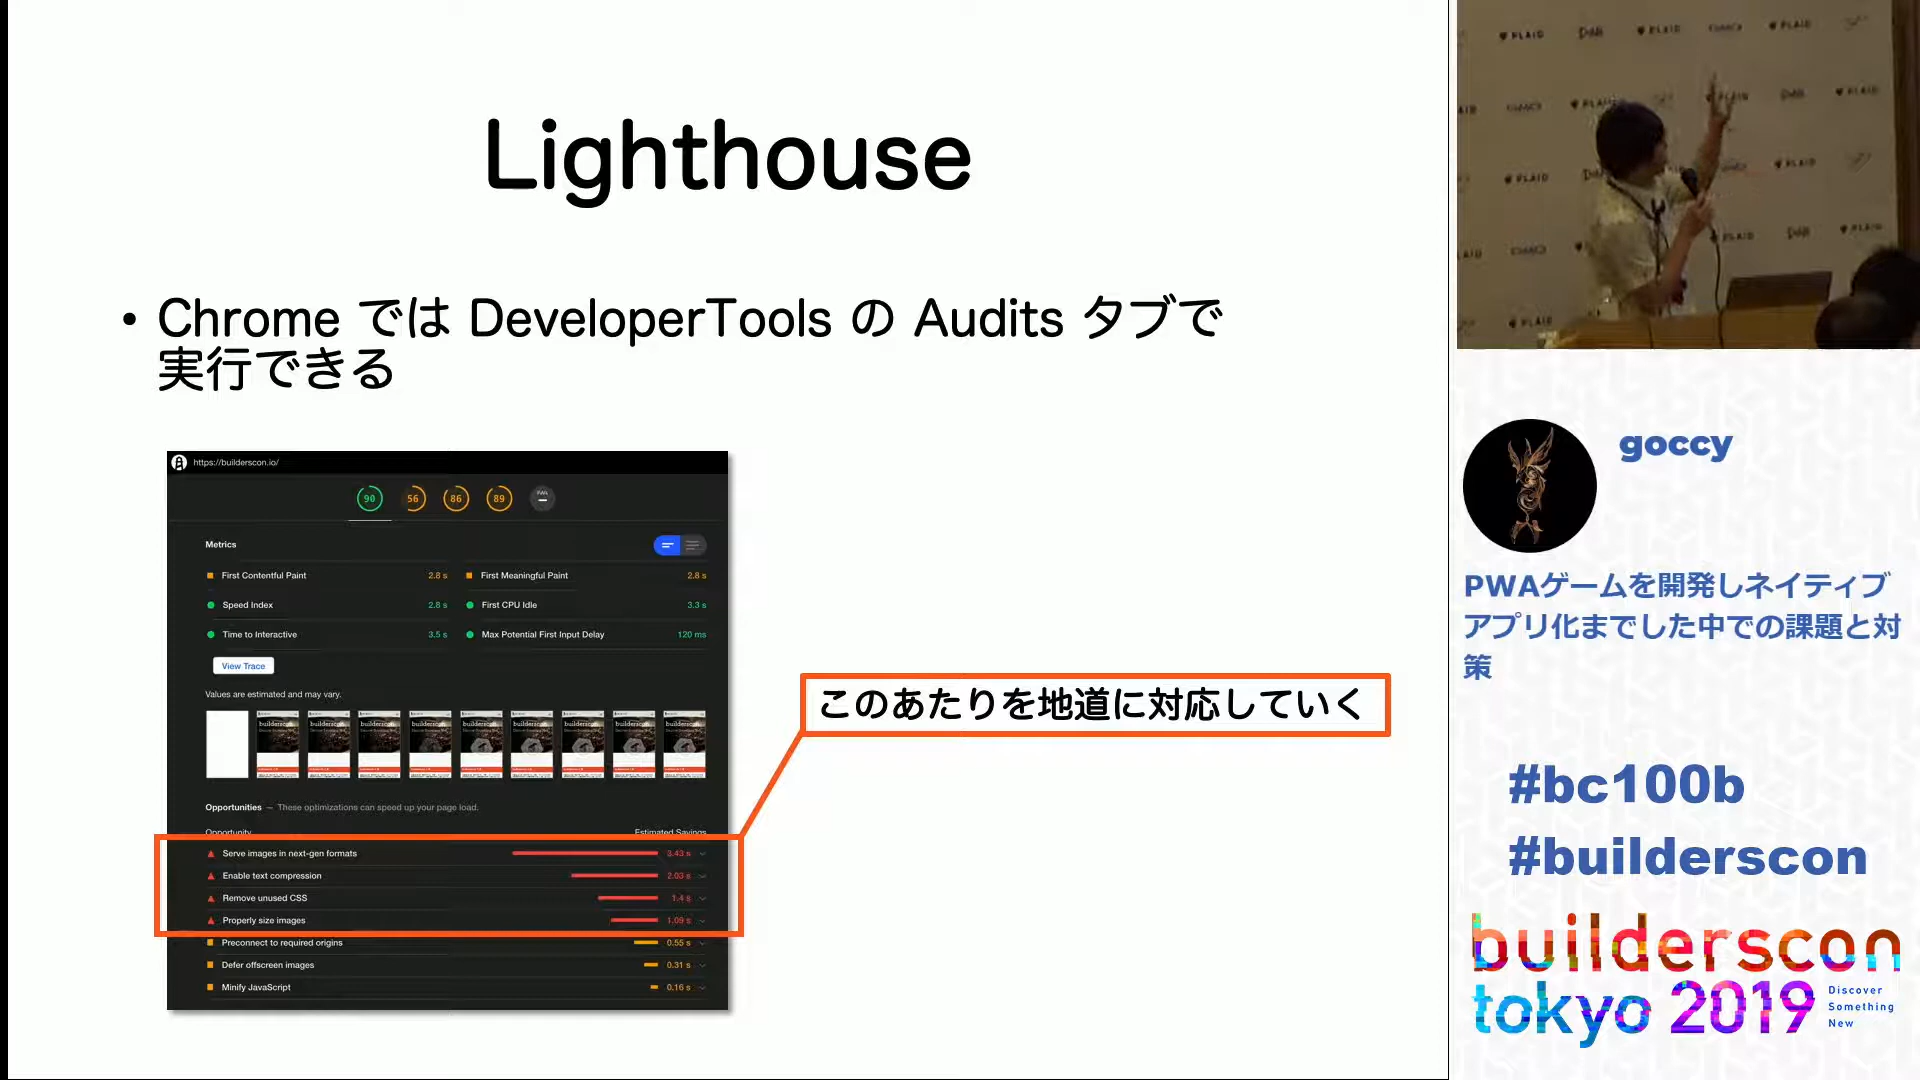 Lighthouse
• Chrome では DeveloperTools の Audits タブで
実行できる
https://builderscon.io/
90 56 86 89 PWA
Metrics
First Contentful Paint 2.8 s
First Meaningful Paint 2.8 s
Speed Index 2.8 s
First CPU Idle 3.3 s
Time to Interactive 3.5 s
Max Potential First Input Delay 120 ms
View Trace
Values are estimated and may vary.
Opportunities — These optimizations can speed up your page load.
Opportunity Estimated Savings
Serve images in next-gen formats 3.43 s
Enable text compression 2.03 s
Remove unused CSS 1.4 s
Properly size images 1.09 s
Preconnect to required origins 0.55 s
Defer offscreen images 0.31 s
Minify JavaScript 0.16 s
このあたりを地道に対応していく
PLAID
goccy
PWAゲームを開発しネイティブ
アプリ化までした中での課題と対
策
#bc100b
#builderscon
builderscon
tokyo 2019
Discover
Something
New